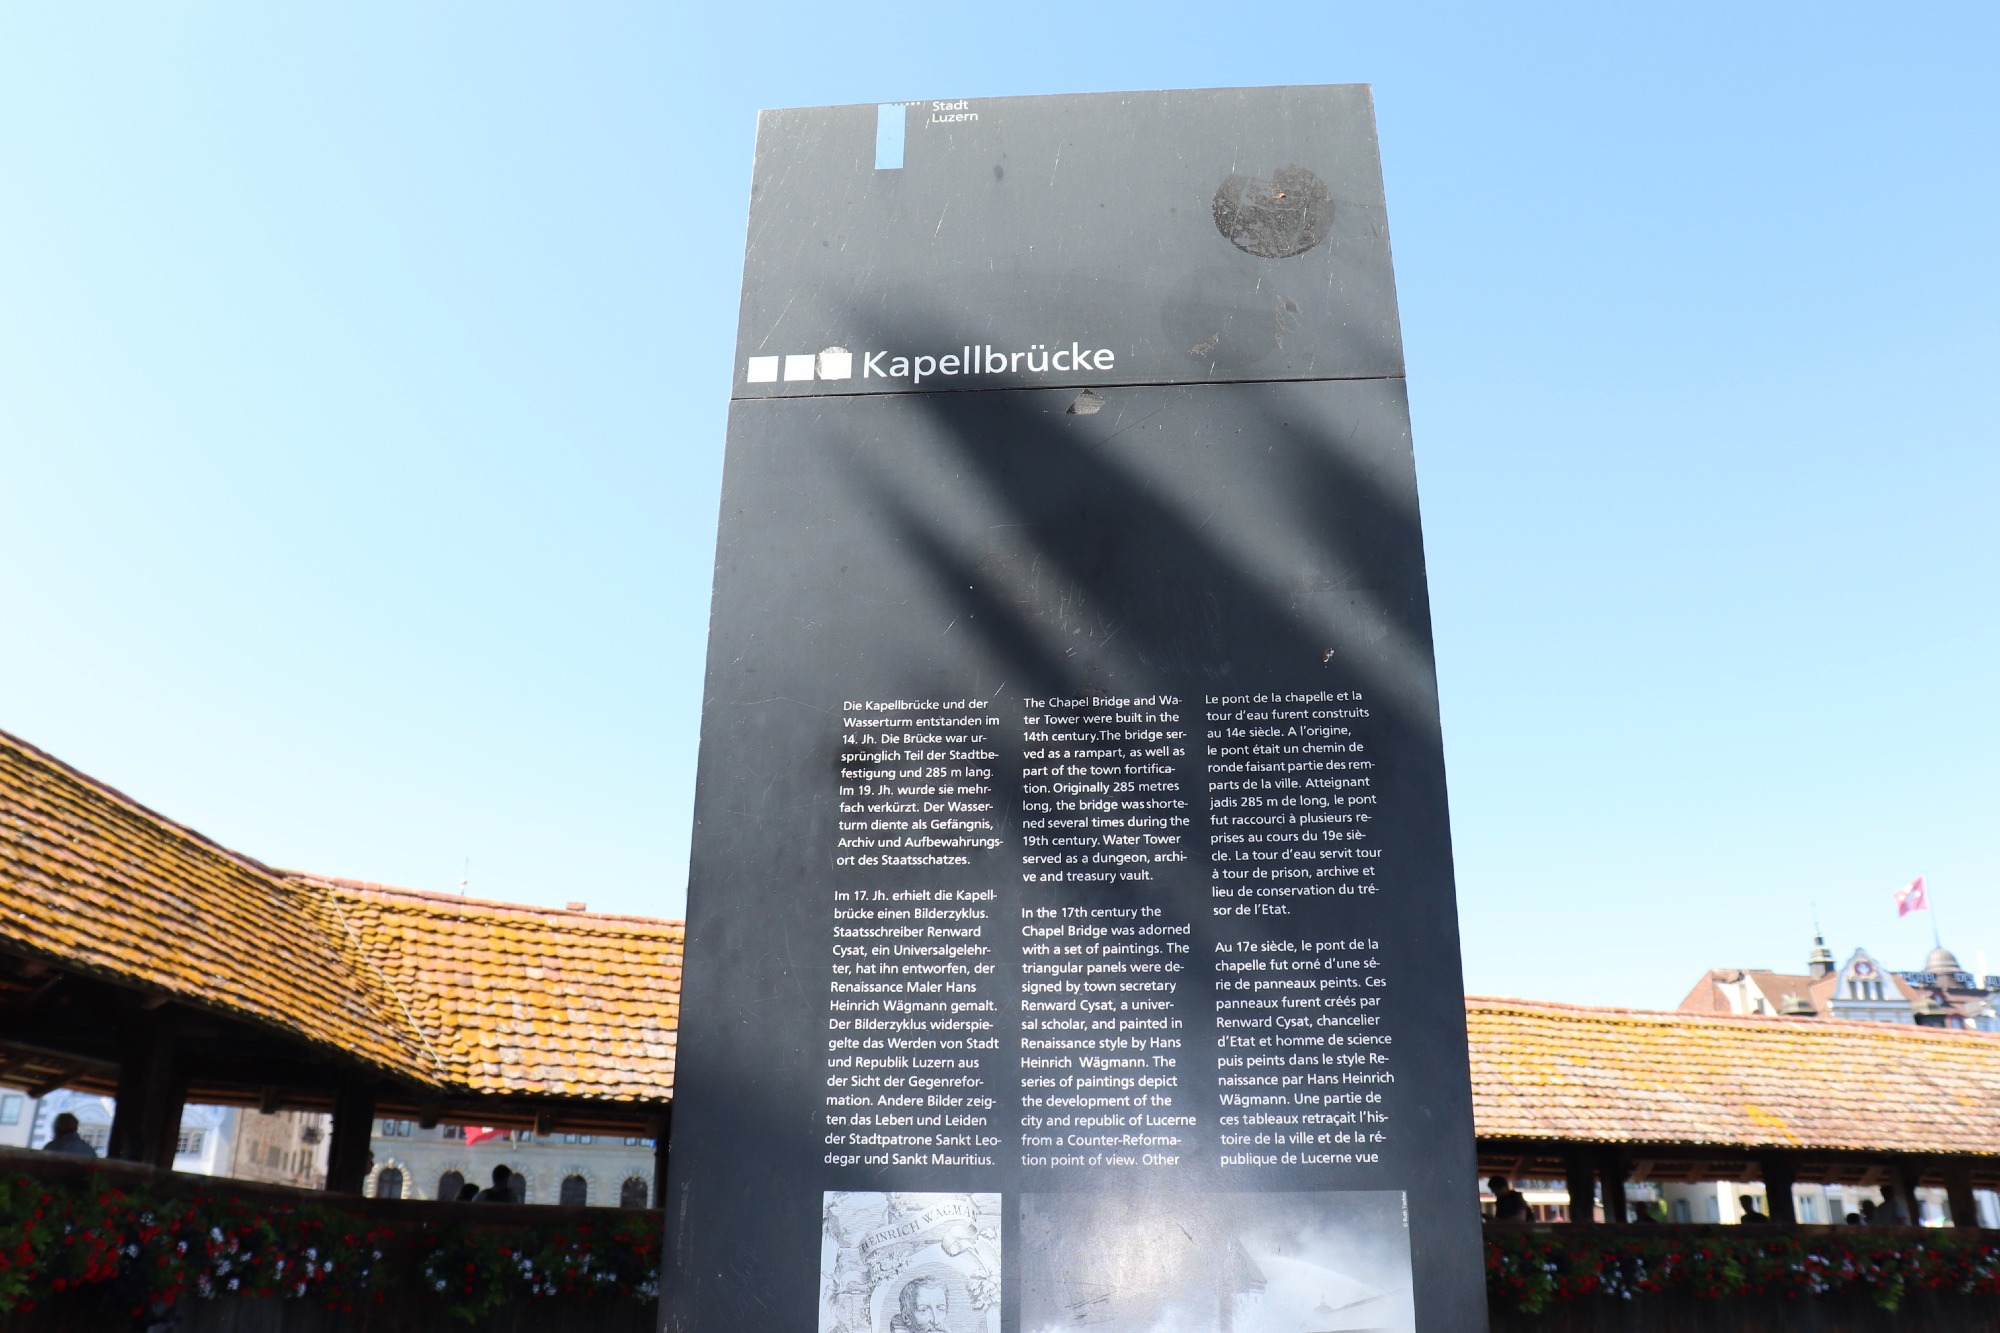 Stadt
Luzern
Kapellbrücke
Die Kapellbrücke und der
Wasserturm entstanden im
14. Jh. Die Brücke war ur-
sprünglich Teil der Stadtbe-
festigung und 285 m lang.
Im 19. Jh. wurde sie mehr-
fach verkürzt. Der Wasser-
turm diente als Gefängnis,
Archiv und Aufbewahrungs-
ort des Staatsschatzes.
Im 17. Jh. erhielt die Kapell-
brücke einen Bilderzyklus.
Staatsschreiber Renward
Cysat, ein Universalgelehr-
ter, hat ihn entworfen, der
Renaissance Maler Hans
Heinrich Wägmann gemalt.
Der Bilderzyklus widerspie-
gelte das Werden von Stadt
und Republik Luzern aus
der Sicht der Gegenrefor-
mation. Andere Bilder zeig-
ten das Leben und Leiden
der Stadtpatrone Sankt Leo-
degar und Sankt Mauritius.
The Chapel Bridge and Wa-
ter Tower were built in the
14th century.The bridge ser-
ved as a rampart, as well as
part of the town fortifica-
tion. Originally 285 metres
long, the bridge was shorte-
ned several times during the
19th century. Water Tower
served as a dungeon, archi-
ve and treasury vault.
In the 17th century the
Chapel Bridge was adorned
with a set of paintings. The
triangular panels were de-
signed by town secretary
Renward Cysat, a univer-
sal scholar, and painted in
Renaissance style by Hans
Heinrich Wägmann. The
series of paintings depict
the development of the
city and republic of Lucerne
from a Counter-Reforma-
tion point of view. Other
Le pont de la chapelle et la
tour d'eau furent construits
au 14e siècle. A l'origine,
le pont était un chemin de
ronde faisant partie des rem-
parts de la ville. Atteignant
jadis 285 m de long, le pont
fut raccourci à plusieurs re-
prises au cours du 19e siè-
cle. La tour d'eau servit tour
à tour de prison, archive et
lieu de conservation du tré-
sor de l'Etat.
Au 17e siècle, le pont de la
chapelle fut orné d'une sé-
rie de panneaux peints. Ces
panneaux furent créés par
Renward Cysat, chancelier
d'Etat et homme de science
puis peints dans le style Re-
naissance par Hans Heinrich
Wägmann. Une partie de
ces tableaux retraçait l'his-
toire de la ville et de la ré-
publique de Lucerne vue
HEINRICH WAGMAN
HOTEL